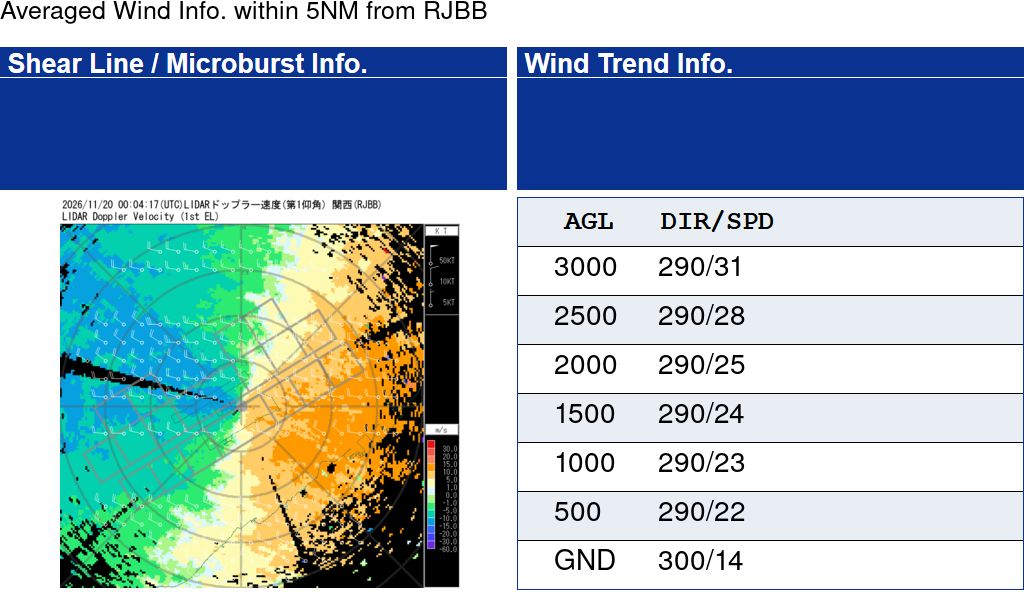 Averaged Wind Info. within 5NM from RJBB
Shear Line / Microburst Info.
Wind Trend Info.
2026/11/20 00:04:17(UTC)LIDARドップラー速度(第1仰角) 関西(RJBB)
LIDAR Doppler Velocity (1st EL)
KT
50KT
10KT
5KT
m/s
30.0
20.0
15.0
10.0
5.0
1.0
0.0
-1.0
-5.0
-10.0
-15.0
-20.0
-30.0
-60.0
AGL DIR/SPD
3000 290/31
2500 290/28
2000 290/25
1500 290/24
1000 290/23
500 290/22
GND 300/14